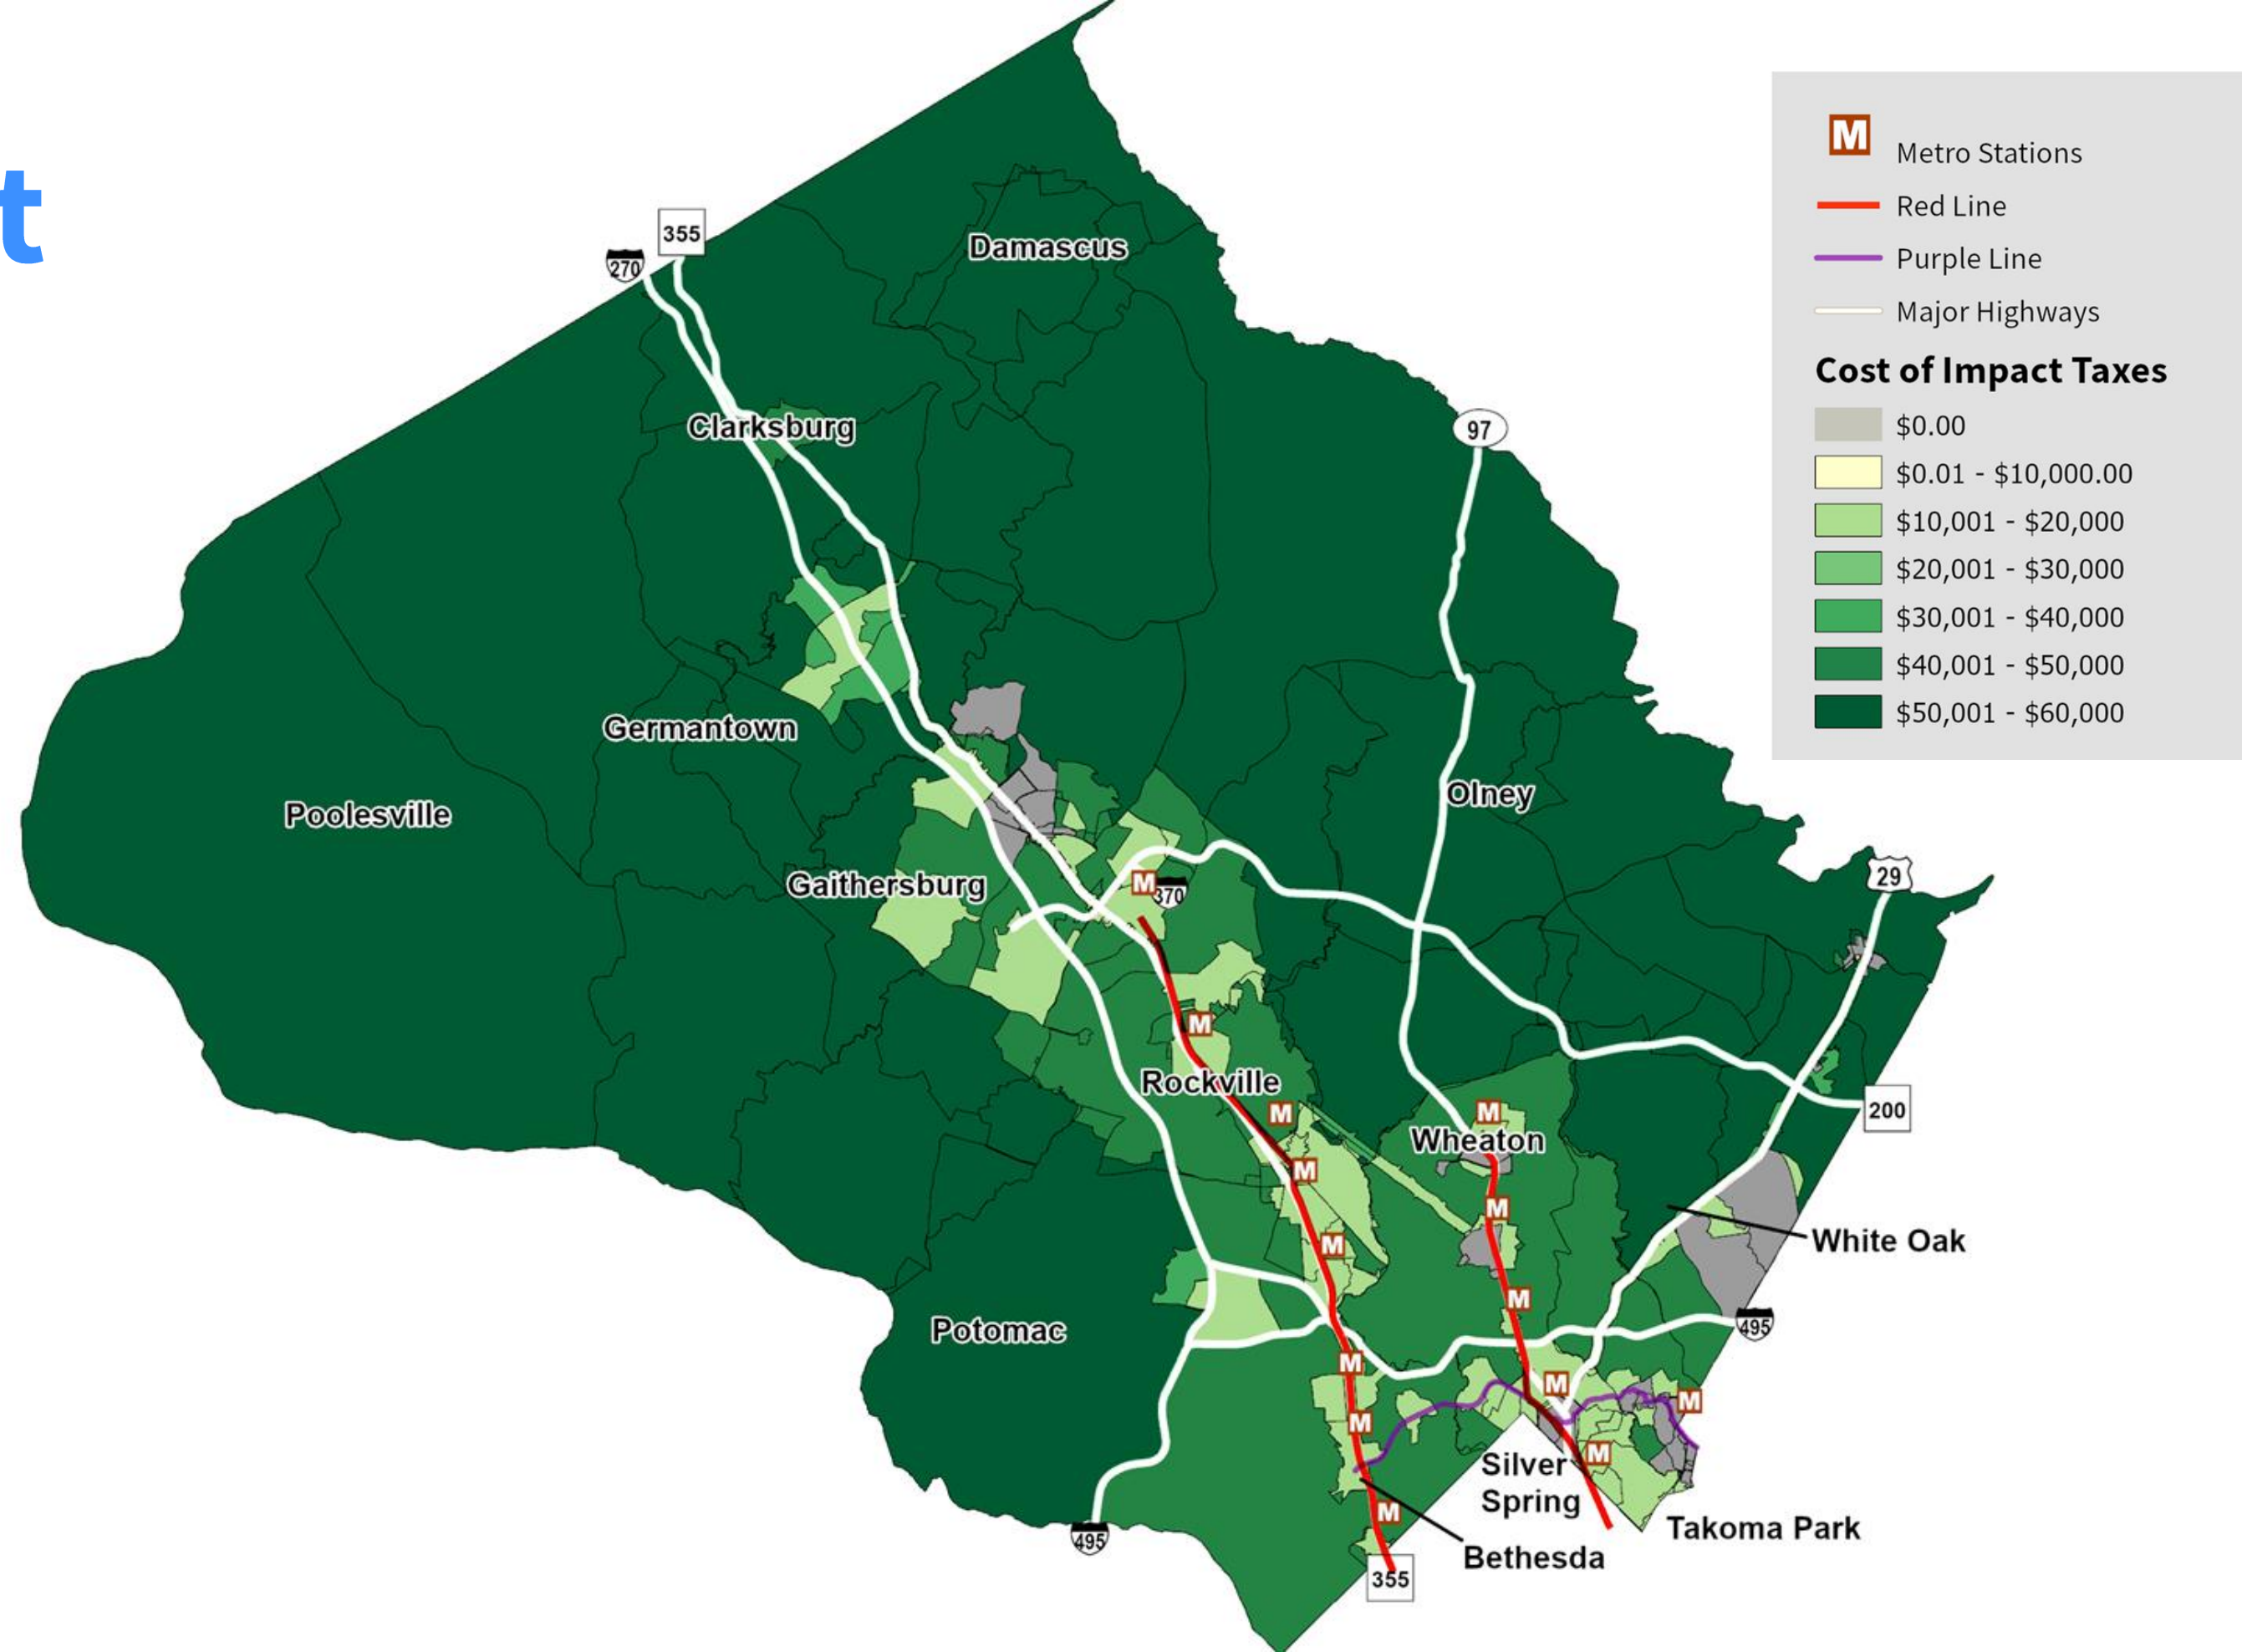 t
355
270
Damascus
Clarksburg
97
Germantown
Olney
Poolesville
29
Gaithersburg
M
370
M
Rockville
200
M
M
Wheaton
M
M
White Oak
M
M
495
Potomac
M
M
M
M
M
Silver
Spring
M
Takoma Park
495
Bethesda
355
M
Metro Stations
Red Line
Purple Line
Major Highways
Cost of Impact Taxes
$0.00
$0.01 - $10,000.00
$10,001 - $20,000
$20,001 - $30,000
$30,001 - $40,000
$40,001 - $50,000
$50,001 - $60,000